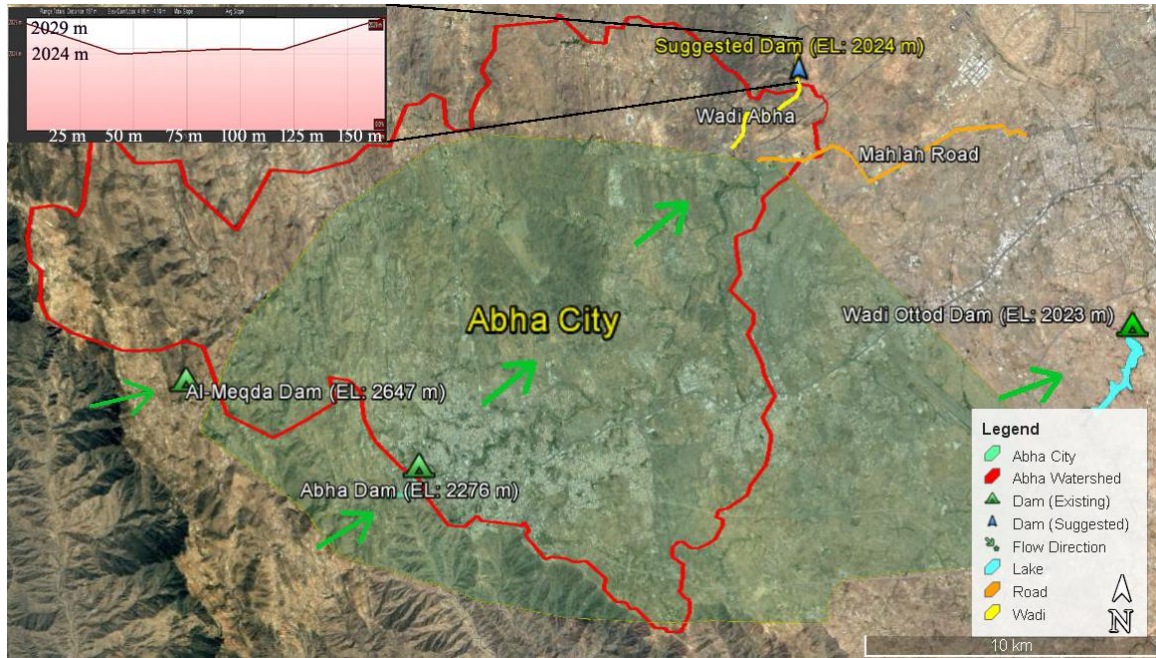 2029 m
2024 m
25 m 50 m 75 m 100 m 125 m 150 m
Suggested Dam (EL: 2024 m)
Wadi Abha
Mahlah Road
Abha City
Wadi Ottod Dam (EL: 2023 m)
Al-Meqda Dam (EL: 2647 m)
Abha Dam (EL: 2276 m)
Legend
Abha City
Abha Watershed
Dam (Existing)
Dam (Suggested)
Flow Direction
Lake
Road
Wadi
N
10 km